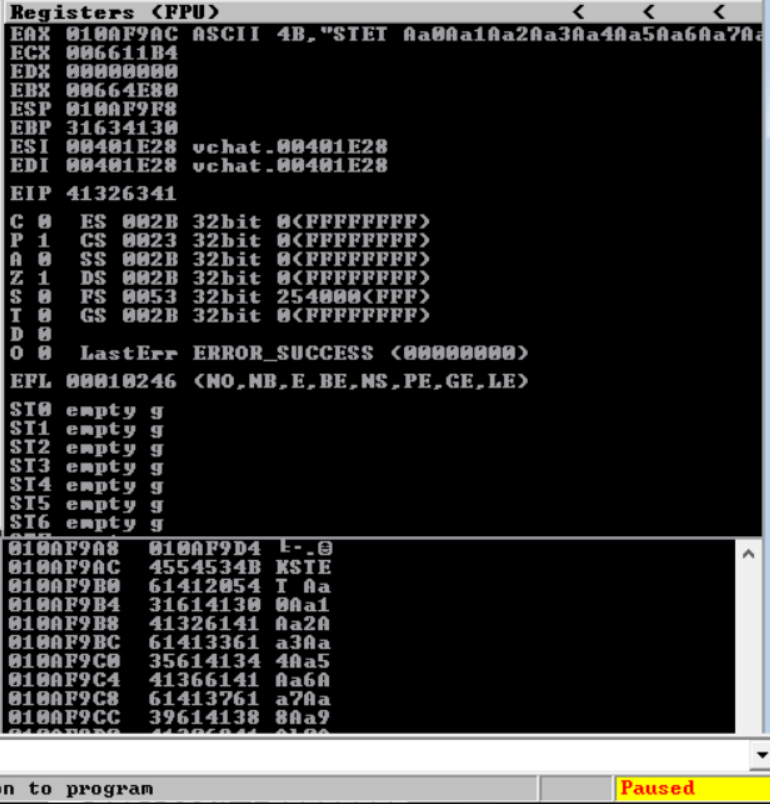 Registers (FPU) < < <
EAX 010AF9AC ASCII 4B,"STET Aa0Aa1Aa2Aa3Aa4Aa5Aa6Aa7Aa
ECX 006611B4
EDX 00000000
EBX 00664E80
ESP 010AF9F8
EBP 31634130
ESI 00401E28 vchat.00401E28
EDI 00401E28 vchat.00401E28
EIP 41326341
C 0 ES 002B 32bit 0(FFFFFFFF)
P 1 CS 0023 32bit 0(FFFFFFFF)
A 0 SS 002B 32bit 0(FFFFFFFF)
Z 1 DS 002B 32bit 0(FFFFFFFF)
S 0 FS 0053 32bit 254000(FFF)
T 0 GS 002B 32bit 0(FFFFFFFF)
D 0
O 0 LastErr ERROR_SUCCESS (00000000)
EFL 00010246 (NO,NB,E,BE,NS,PE,GE,LE)
ST0 empty g
ST1 empty g
ST2 empty g
ST3 empty g
ST4 empty g
ST5 empty g
ST6 empty g
010AF9A8 010AF9D4
010AF9AC 4554534B KSTE
010AF9B0 61412054 T Aa
010AF9B4 31614130 0Aa1
010AF9B8 41326141 Aa2A
010AF9BC 61413361 a3Aa
010AF9C0 35614134 4Aa5
010AF9C4 41366141 Aa6A
010AF9C8 61413761 a7Aa
010AF9CC 39614138 8Aa9
on to program
Paused